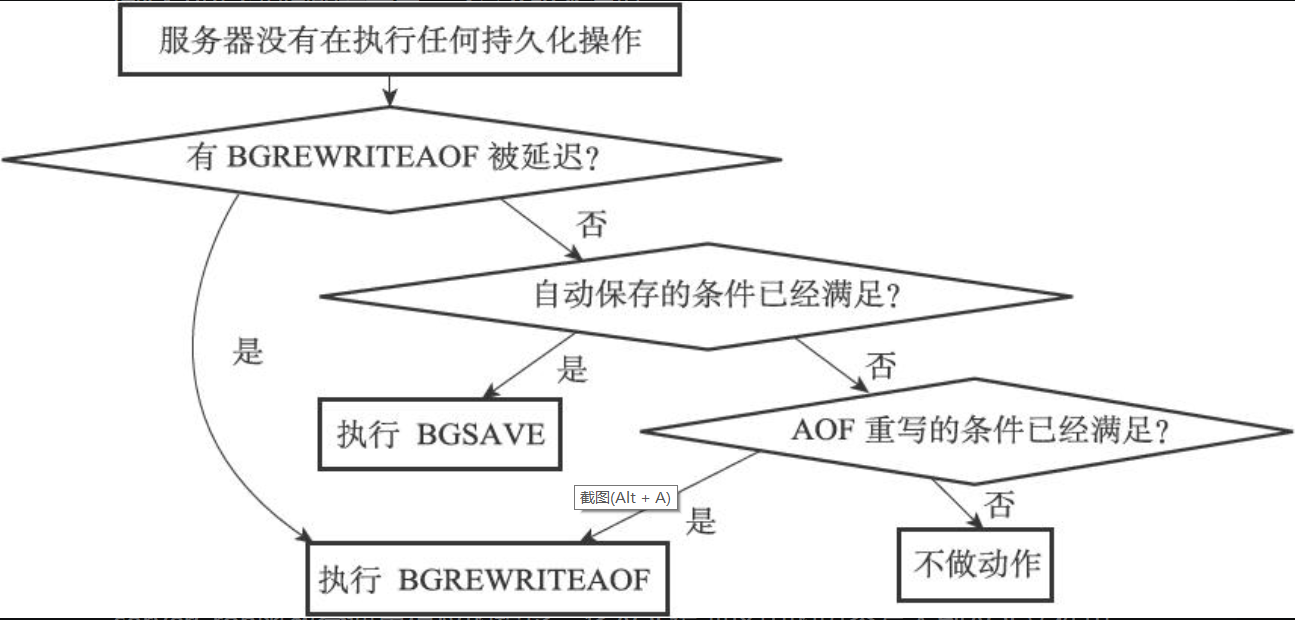 服务器没有在执行任何持久化操作
有 BGREWRITEAOF 被延迟?
否
自动保存的条件已经满足?
是
是
否
执行 BGSAVE
AOF 重写的条件已经满足?
截图(Alt + A)
是
否
执行 BGREWRITEAOF
不做动作